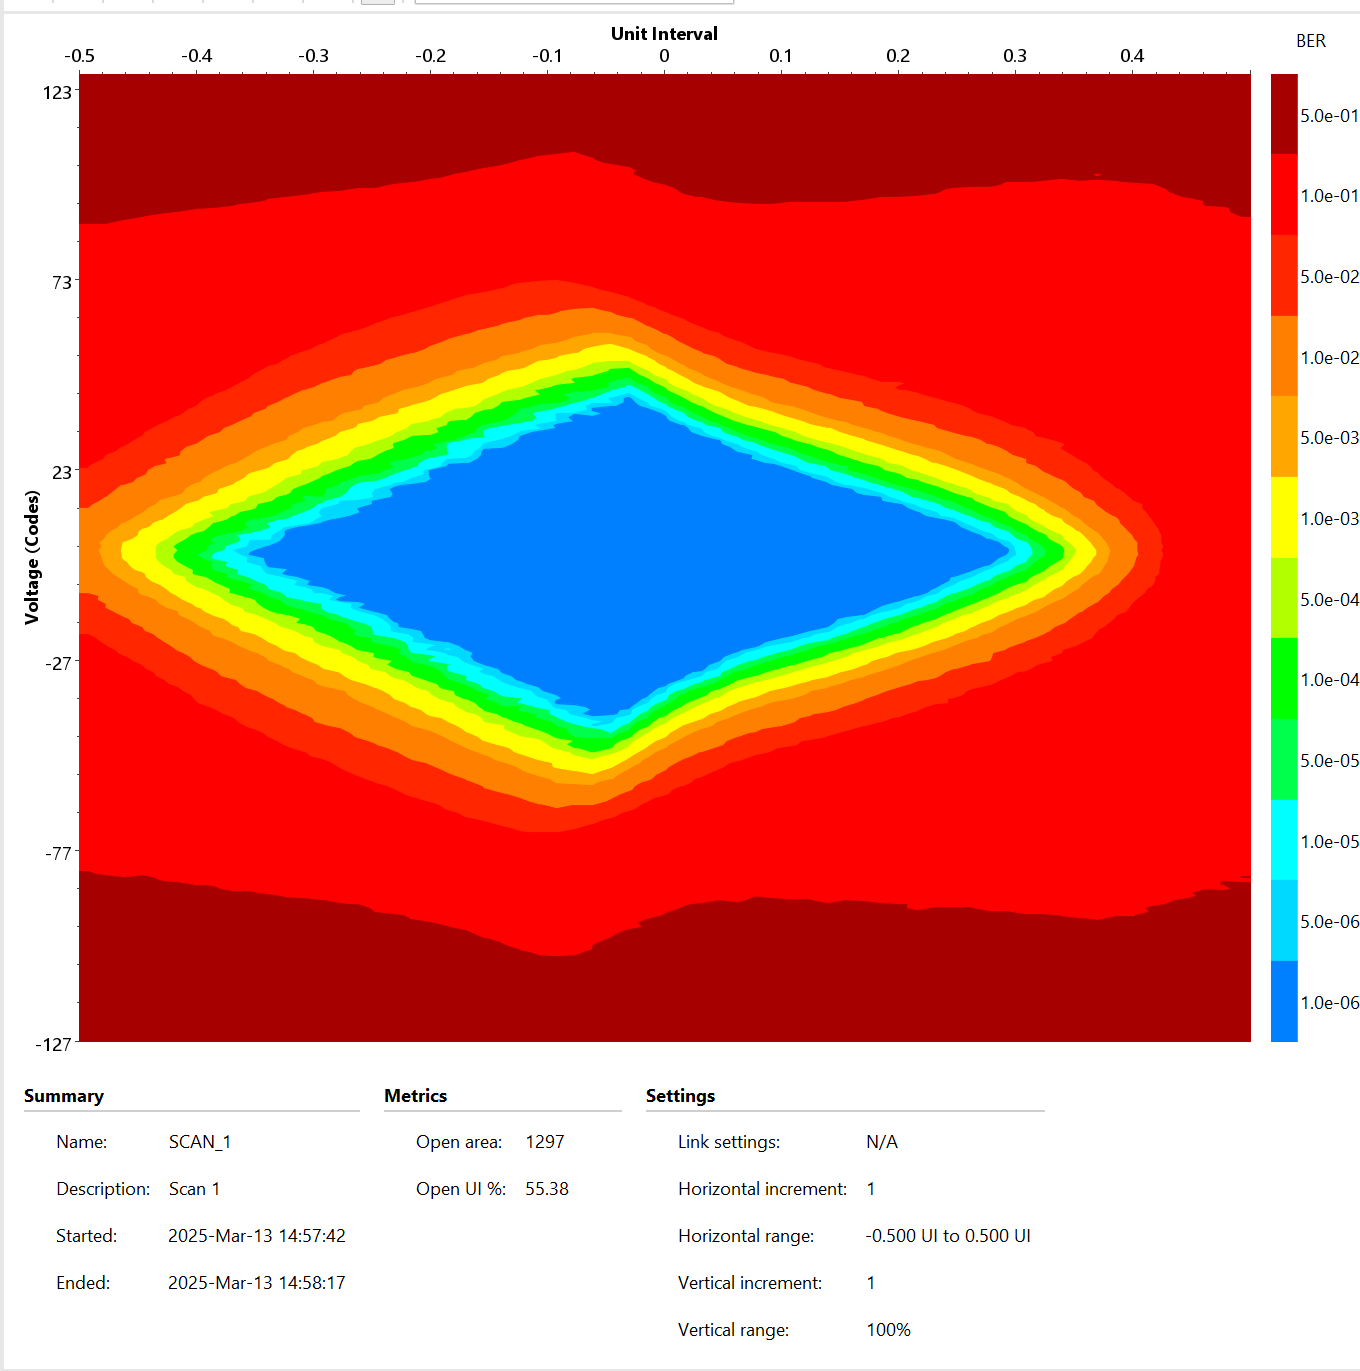 Unit Interval
BER
-0.5 -0.4 -0.3 -0.2 -0.1 0 0.1 0.2 0.3 0.4
123
73
23
-27
-77
-127
Voltage (Codes)
5.0e-01
1.0e-01
5.0e-02
1.0e-02
5.0e-03
1.0e-03
5.0e-04
1.0e-04
5.0e-05
1.0e-05
5.0e-06
1.0e-06
Summary
Name: SCAN_1
Description: Scan 1
Started: 2025-Mar-13 14:57:42
Ended: 2025-Mar-13 14:58:17
Metrics
Open area: 1297
Open UI %: 55.38
Settings
Link settings: N/A
Horizontal increment: 1
Horizontal range: -0.500 UI to 0.500 UI
Vertical increment: 1
Vertical range: 100%